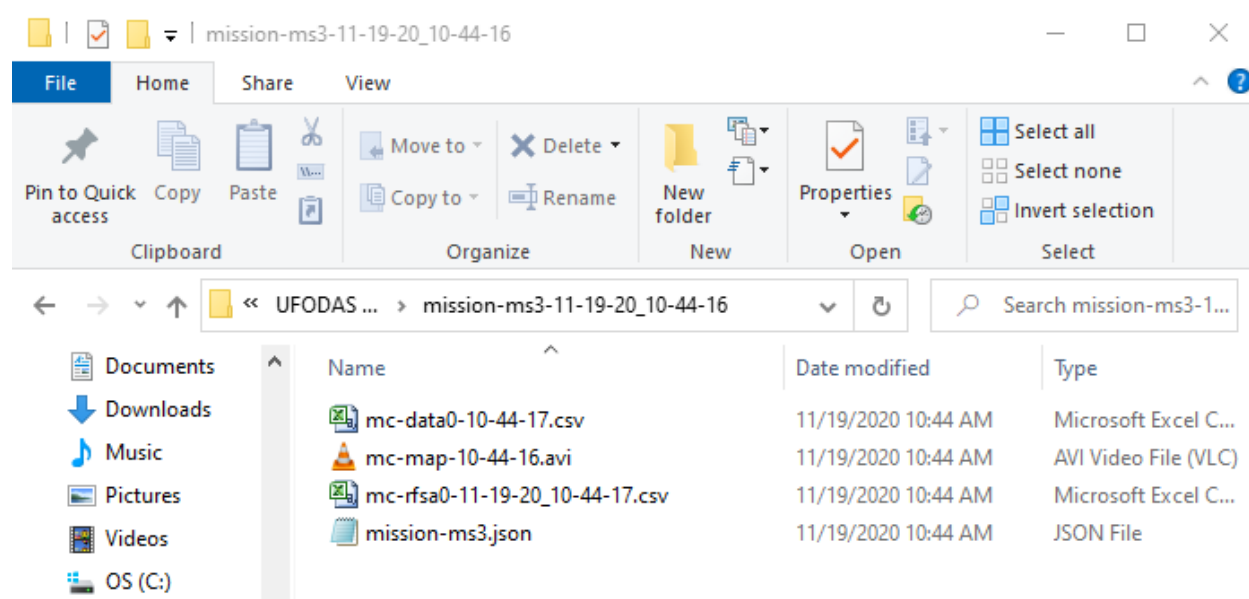 mission-ms3-11-19-20_10-44-16
File Home Share View
Pin to Quick access
Copy
Paste
Clipboard
Move to
Copy to
Delete
Rename
Organize
New folder
New
Properties
Open
Select all
Select none
Invert selection
Select
« UFODAS ... › mission-ms3-11-19-20_10-44-16
Search mission-ms3-1...
Documents
Downloads
Music
Pictures
Videos
OS (C:)
Name Date modified Type
mc-data0-10-44-17.csv 11/19/2020 10:44 AM Microsoft Excel C...
mc-map-10-44-16.avi 11/19/2020 10:44 AM AVI Video File (VLC)
mc-rfsa0-11-19-20_10-44-17.csv 11/19/2020 10:44 AM Microsoft Excel C...
mission-ms3.json 11/19/2020 10:44 AM JSON File